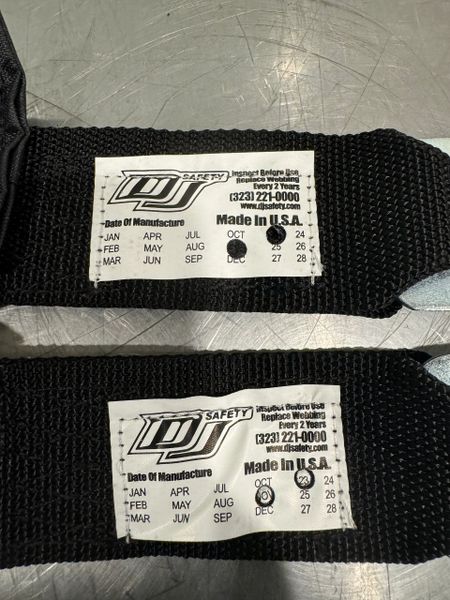 DJ SAFETY
Inspect Before Use
Replace Webbing
Every 2 Years
(323) 221-0000
www.djsafety.com
Date Of Manufacture
Made In U.S.A.
JAN APR JUL OCT 24
FEB MAY AUG 25 26
MAR JUN SEP DEC 27 28
DJ SAFETY
Inspect Before Use
Replace Webbing
Every 2 Years
(323) 221-0000
www.djsafety.com
Date Of Manufacture
Made In U.S.A.
JAN APR JUL OCT 23 24
FEB MAY AUG NOV 25 26
MAR JUN SEP DEC 27 28